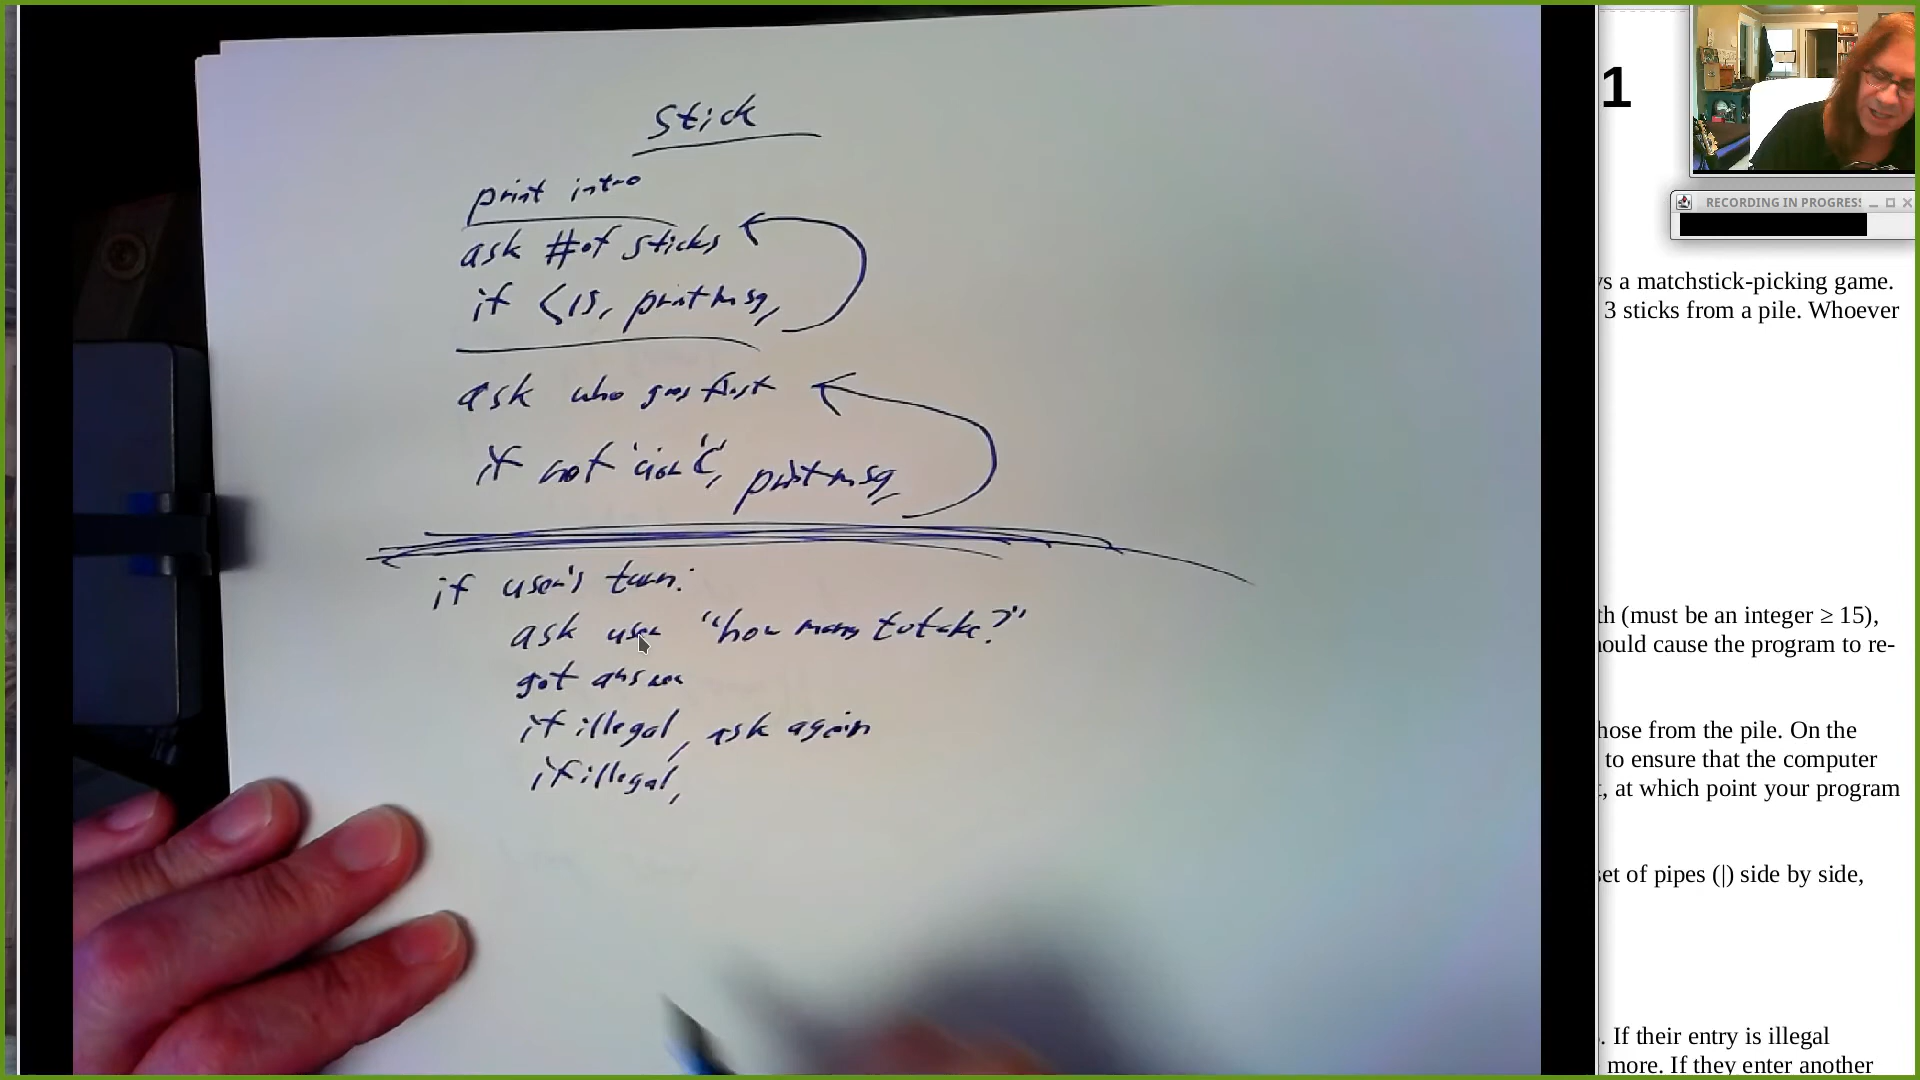 stick
print intro
ask # of sticks
if < 15, print msg,
ask who goes first
if not 'c' or 'C', print msg,
if user's turn:
ask user "how many to take?"
got answer
if illegal, ask again
if illegal,
1
RECORDING IN PROGRESS
s a matchstick-picking game.
3 sticks from a pile. Whoever
th (must be an integer ≥ 15),
ould cause the program to re-
hose from the pile. On the
to ensure that the computer
t, at which point your program
set of pipes (|) side by side,
. If their entry is illegal
more. If they enter another